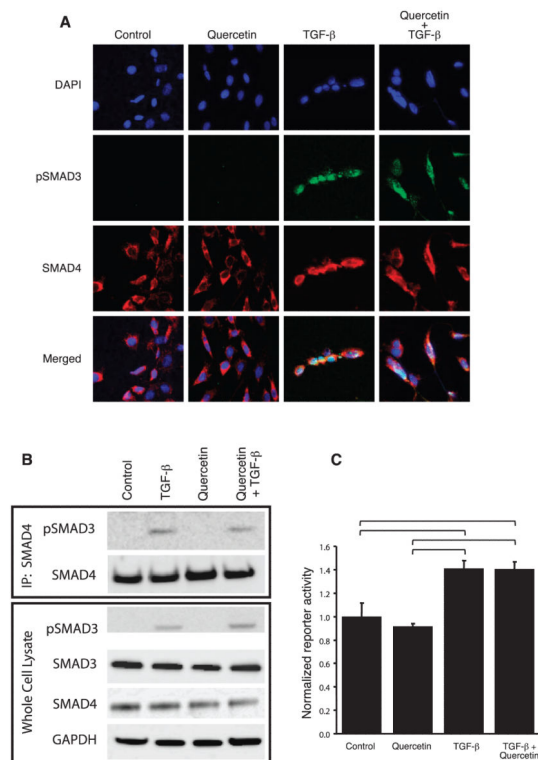 A
Control
Quercetin
TGF-β
Quercetin
+
TGF-β
DAPI
pSMAD3
SMAD4
Merged
B
Control
TGF-β
Quercetin
Quercetin
+ TGF-β
IP: SMAD4
pSMAD3
SMAD4
Whole Cell Lysate
pSMAD3
SMAD3
SMAD4
GAPDH
C
Normalized reporter activity
1.6
1.4
1.2
1.0
0.8
0.6
0.4
0.2
0
Control
Quercetin
TGF-β
TGF-β +
Quercetin